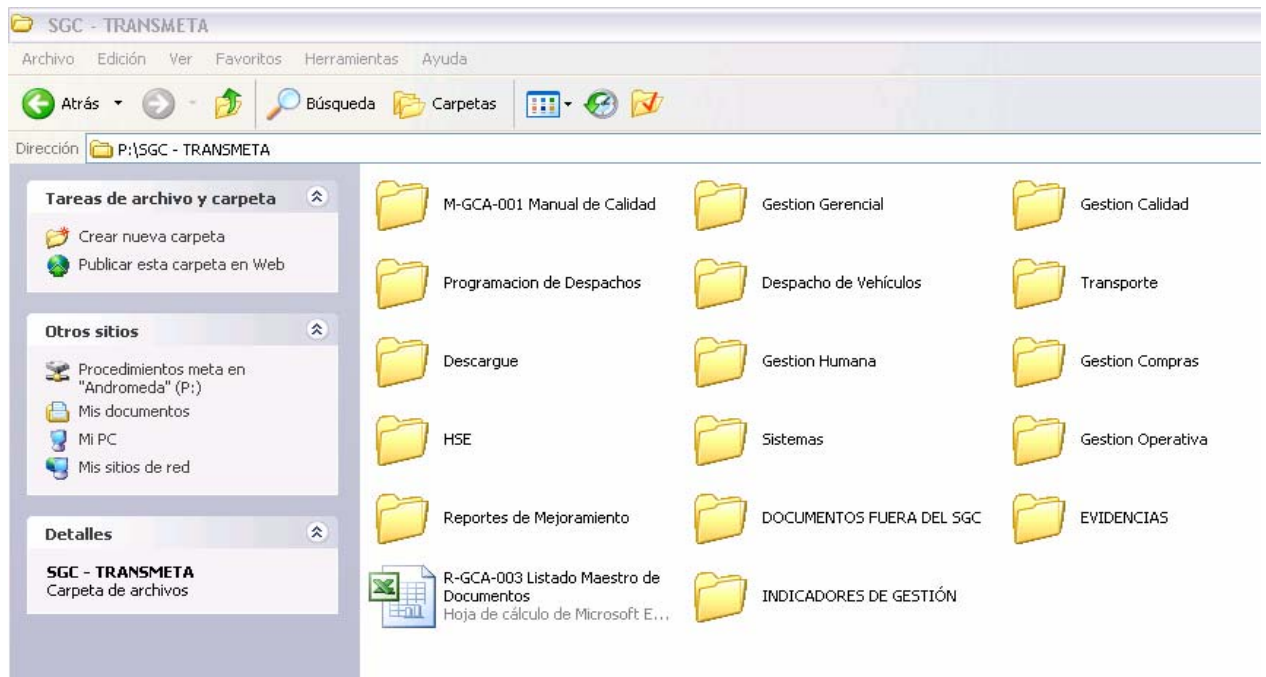 SGC - TRANSMETA
Archivo Edición Ver Favoritos Herramientas Ayuda
Atrás Búsqueda Carpetas
Dirección P:\SGC - TRANSMETA
Tareas de archivo y carpeta
Crear nueva carpeta
Publicar esta carpeta en Web
Otros sitios
Procedimientos meta en
"Andromeda" (P:)
Mis documentos
Mi PC
Mis sitios de red
Detalles
SGC - TRANSMETA
Carpeta de archivos
M-GCA-001 Manual de Calidad
Gestion Gerencial
Gestion Calidad
Programacion de Despachos
Despacho de Vehículos
Transporte
Descargue
Gestion Humana
Gestion Compras
HSE
Sistemas
Gestion Operativa
Reportes de Mejoramiento
DOCUMENTOS FUERA DEL SGC
EVIDENCIAS
R-GCA-003 Listado Maestro de
Documentos
Hoja de cálculo de Microsoft E...
INDICADORES DE GESTIÓN